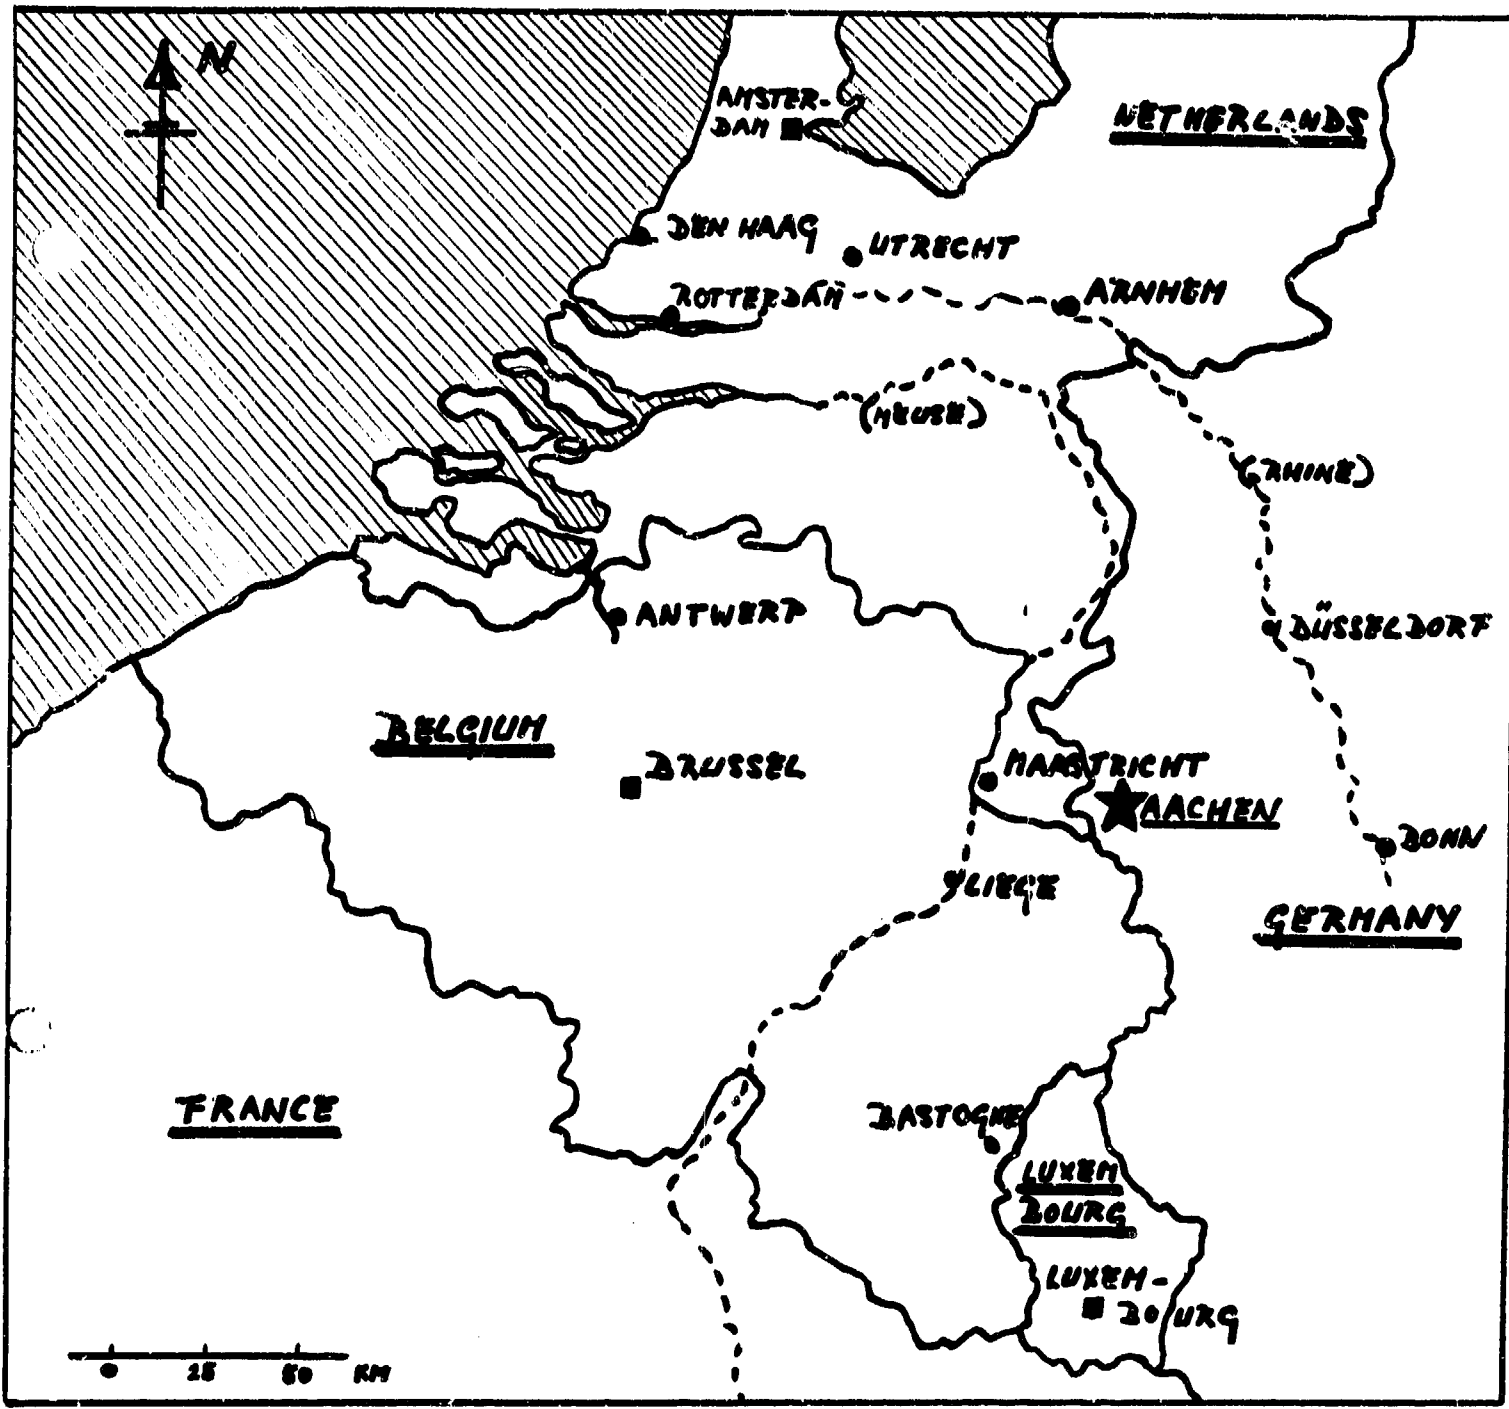 N
AMSTER-
DAM
NETHERLANDS
DEN HAAG
UTRECHT
ROTTERDAM
ARNHEM
(MEUSE)
(RHINE)
ANTWERP
DÜSSELDORF
BELGIUM
BRUSSEL
MAASTRICHT
AACHEN
BONN
LIEGE
GERMANY
FRANCE
BASTOGNE
LUXEM
BOURG
LUXEM-
BOURG
0 25 50 KM